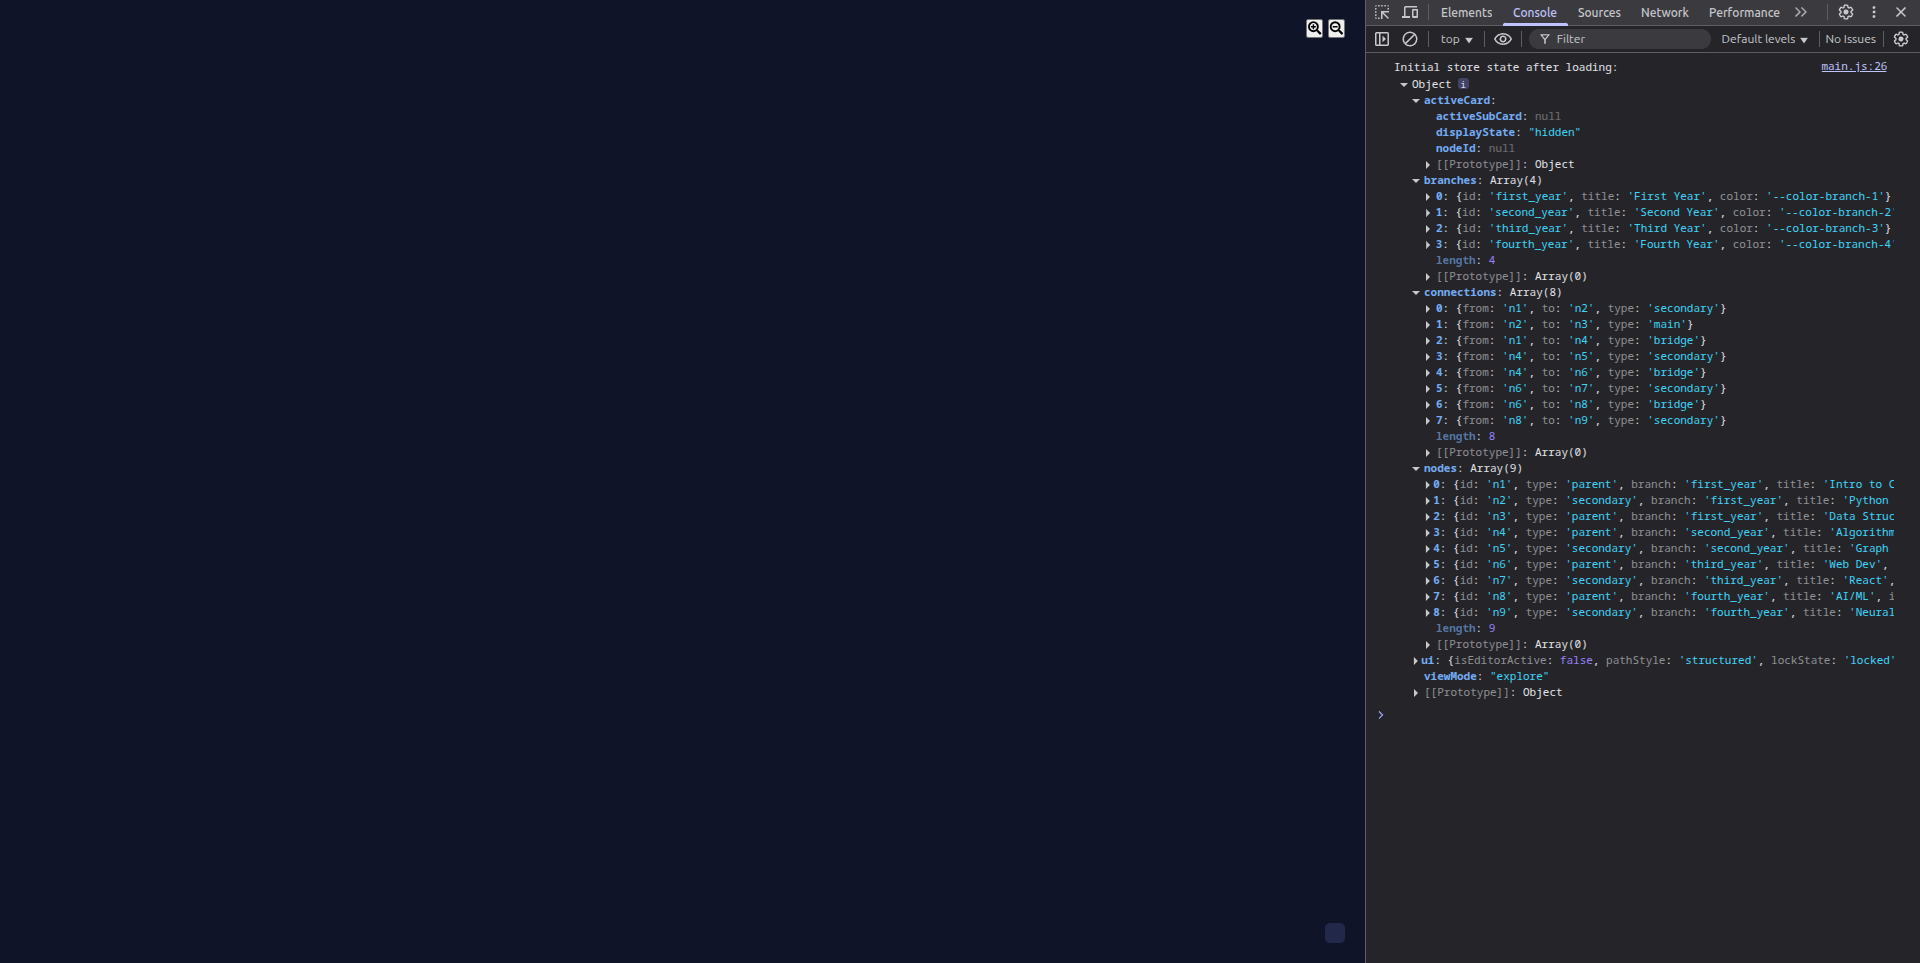 Elements Console Sources Network Performance
top Filter Default levels No Issues
Initial store state after loading: main.js:26
Object i
activeCard:
activeSubCard: null
displayState: "hidden"
nodeId: null
[[Prototype]]: Object
branches: Array(4)
0: {id: 'first_year', title: 'First Year', color: '--color-branch-1'}
1: {id: 'second_year', title: 'Second Year', color: '--color-branch-2'
2: {id: 'third_year', title: 'Third Year', color: '--color-branch-3'}
3: {id: 'fourth_year', title: 'Fourth Year', color: '--color-branch-4'
length: 4
[[Prototype]]: Array(0)
connections: Array(8)
0: {from: 'n1', to: 'n2', type: 'secondary'}
1: {from: 'n2', to: 'n3', type: 'main'}
2: {from: 'n1', to: 'n4', type: 'bridge'}
3: {from: 'n4', to: 'n5', type: 'secondary'}
4: {from: 'n4', to: 'n6', type: 'bridge'}
5: {from: 'n6', to: 'n7', type: 'secondary'}
6: {from: 'n6', to: 'n8', type: 'bridge'}
7: {from: 'n8', to: 'n9', type: 'secondary'}
length: 8
[[Prototype]]: Array(0)
nodes: Array(9)
0: {id: 'n1', type: 'parent', branch: 'first_year', title: 'Intro to C
1: {id: 'n2', type: 'secondary', branch: 'first_year', title: 'Python
2: {id: 'n3', type: 'parent', branch: 'first_year', title: 'Data Struc
3: {id: 'n4', type: 'parent', branch: 'second_year', title: 'Algorithm
4: {id: 'n5', type: 'secondary', branch: 'second_year', title: 'Graph
5: {id: 'n6', type: 'parent', branch: 'third_year', title: 'Web Dev',
6: {id: 'n7', type: 'secondary', branch: 'third_year', title: 'React',
7: {id: 'n8', type: 'parent', branch: 'fourth_year', title: 'AI/ML', i
8: {id: 'n9', type: 'secondary', branch: 'fourth_year', title: 'Neural
length: 9
[[Prototype]]: Array(0)
ui: {isEditorActive: false, pathStyle: 'structured', lockState: 'locked'
viewMode: "explore"
[[Prototype]]: Object